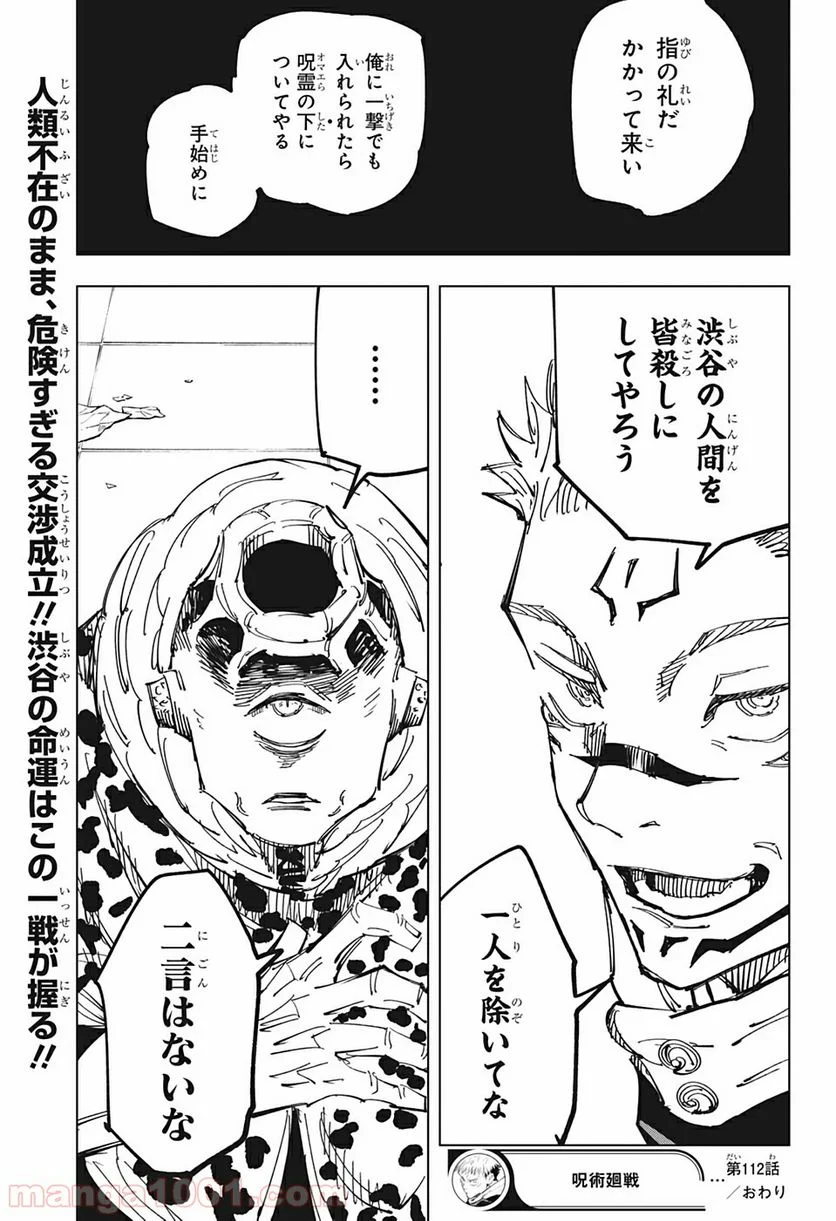 指の礼だ
かかって来い
俺に一撃でも
入れられたら
呪霊の下に
ついてやる
手始めに
渋谷の人間を
皆殺しに
してやろう
一人を除いてな
……
二言はないな
人類不在のまま、危険すぎる交渉成立!!渋谷の命運はこの一戦が握る!!
呪術廻戦
…第112話
／おわり
manga1001.com